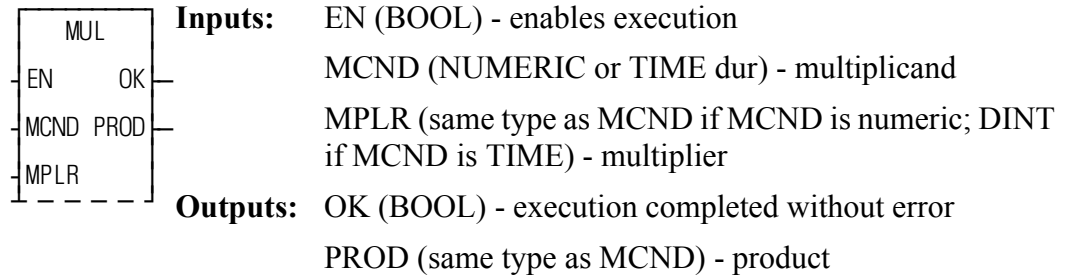 MUL
EN OK
MCND PROD
MPLR
Inputs: EN (BOOL) - enables execution
MCND (NUMERIC or TIME dur) - multiplicand
MPLR (same type as MCND if MCND is numeric; DINT
if MCND is TIME) - multiplier
Outputs: OK (BOOL) - execution completed without error
PROD (same type as MCND) - product